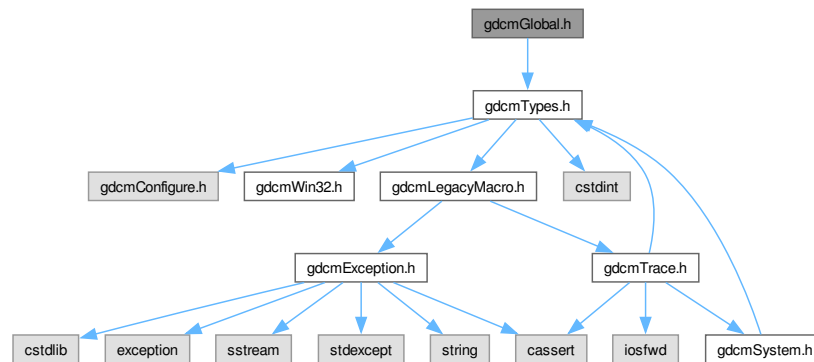 gdcmGlobal.h
gdcmTypes.h
gdcmConfigure.h
gdcmWin32.h
gdcmLegacyMacro.h
cstdint
gdcmException.h
gdcmTrace.h
cstdlib
exception
sstream
stdexcept
string
cassert
iosfwd
gdcmSystem.h